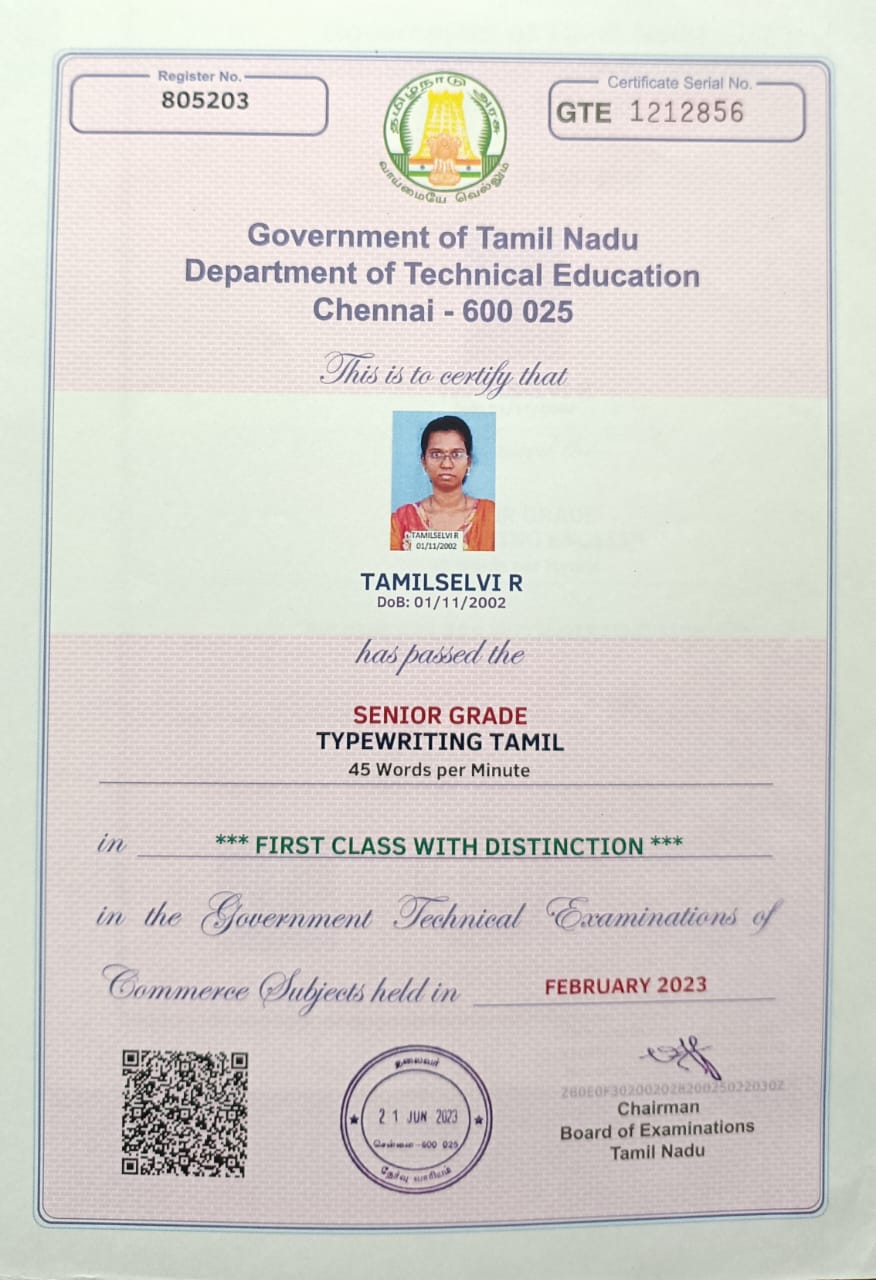 Register No.
805203
Certificate Serial No.
GTE 1212856
தமிழ்நாடு அரசு
வாய்மையே வெல்லும்
Government of Tamil Nadu
Department of Technical Education
Chennai - 600 025
This is to certify that
TAMILSELVI R
01/11/2002
TAMILSELVI R
DoB: 01/11/2002
has passed the
SENIOR GRADE
TYPEWRITING TAMIL
45 Words per Minute
in *** FIRST CLASS WITH DISTINCTION ***
in the Government Technical Examinations of
Commerce Subjects held in FEBRUARY 2023
தலைவர்
21 JUN 2023
சென்னை-600 025
தேர்வு வாரியம்
Chairman
Board of Examinations
Tamil Nadu